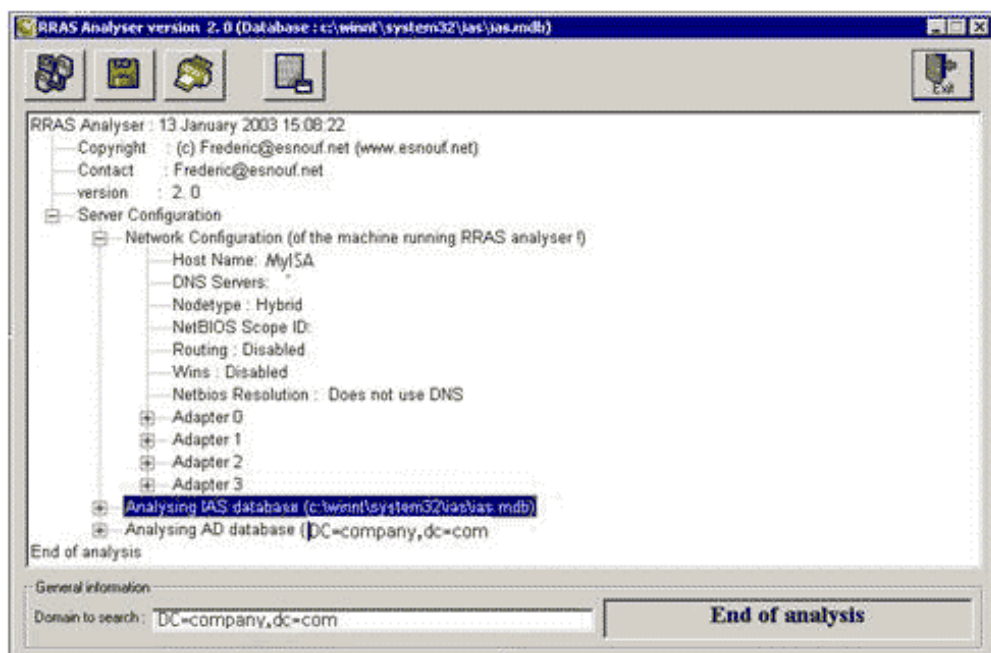 RRAS Analyser version 2. 0 (Database : c:\winnt\system32\ias\ias.mdb)
Exit
RRAS Analyser : 13 January 2003 15:08:22
Copyright : (c) Frederic@esnouf.net (www.esnouf.net)
Contact : Frederic@esnouf.net
version : 2. 0
Server Configuration
Network Configuration (of the machine running RRAS analyser !)
Host Name: MyISA
DNS Servers:
Nodetype : Hybrid
NetBIOS Scope ID:
Routing : Disabled
Wins : Disabled
Netbios Resolution : Does not use DNS
Adapter 0
Adapter 1
Adapter 2
Adapter 3
Analysing IAS database (c:\winnt\system32\ias\ias.mdb)
Analysing AD database (DC=company,dc=com
End of analysis
General information
Domain to search : DC=company,dc=com
End of analysis